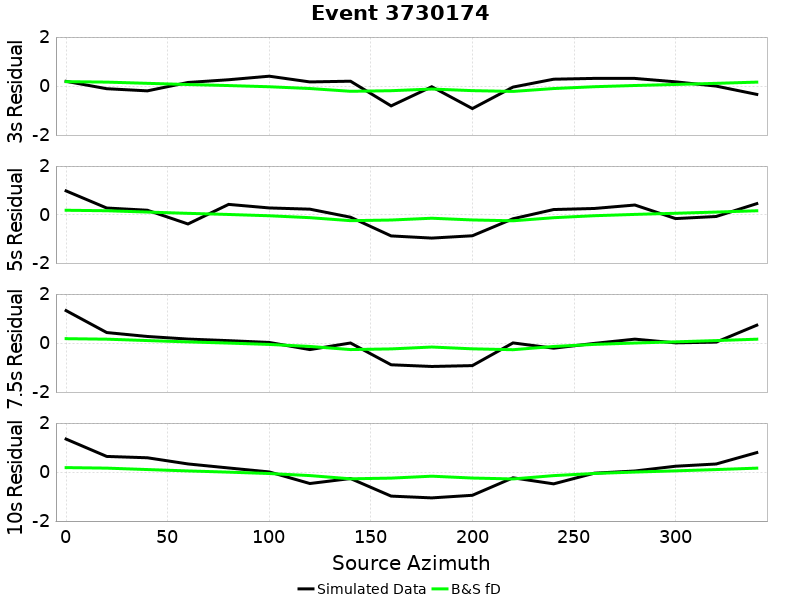 Event 3730174
3s Residual
2
0
-2
5s Residual
2
0
-2
7.5s Residual
2
0
-2
10s Residual
2
0
-2
0 50 100 150 200 250 300
Source Azimuth
Simulated Data B&S fD